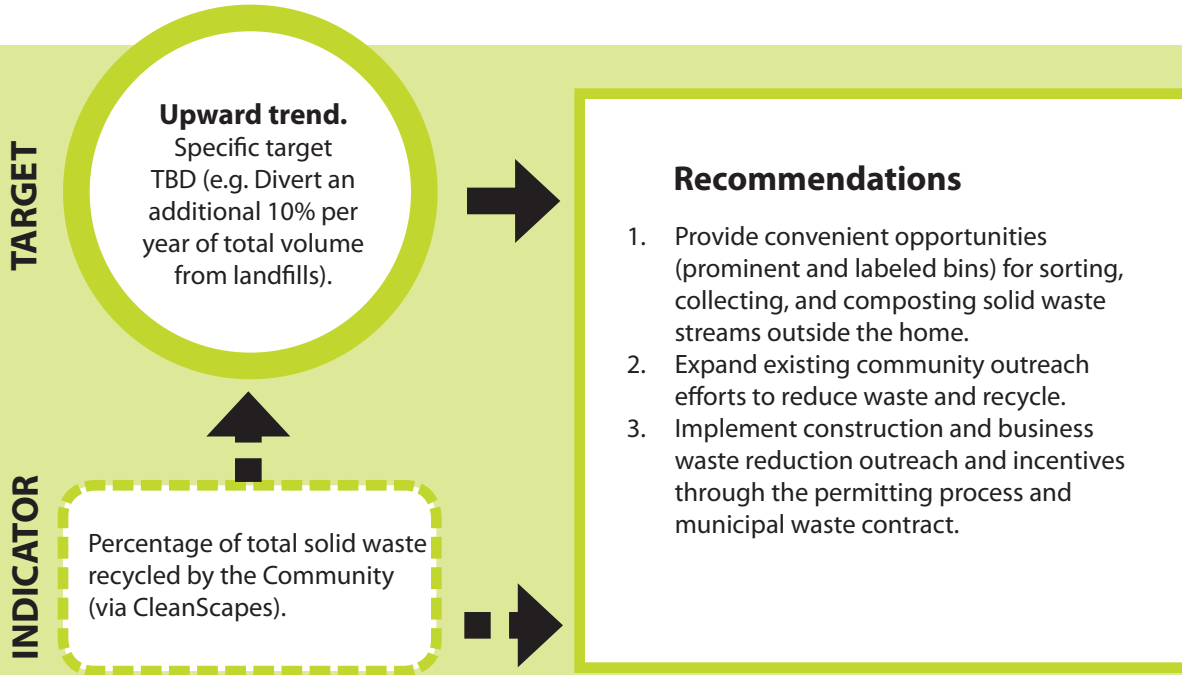 TARGET
Upward trend.
Specific target
TBD (e.g. Divert an
additional 10% per
year of total volume
from landfills).
INDICATOR
Percentage of total solid waste
recycled by the Community
(via CleanScapes).
Recommendations
1. Provide convenient opportunities
(prominent and labeled bins) for sorting,
collecting, and composting solid waste
streams outside the home.
2. Expand existing community outreach
efforts to reduce waste and recycle.
3. Implement construction and business
waste reduction outreach and incentives
through the permitting process and
municipal waste contract.